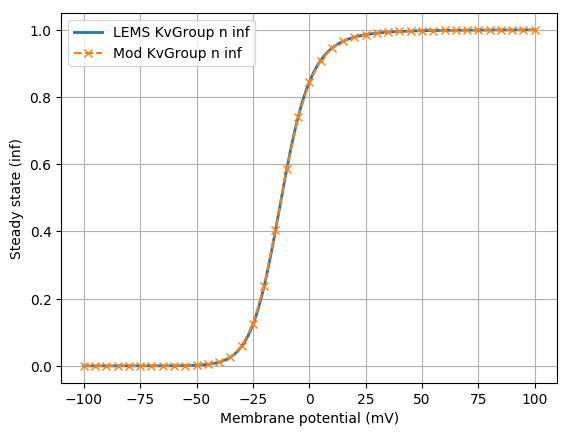 LEMS KvGroup n inf
Mod KvGroup n inf
Steady state (inf)
1.0
0.8
0.6
0.4
0.2
0.0
−100 −75 −50 −25 0 25 50 75 100
Membrane potential (mV)